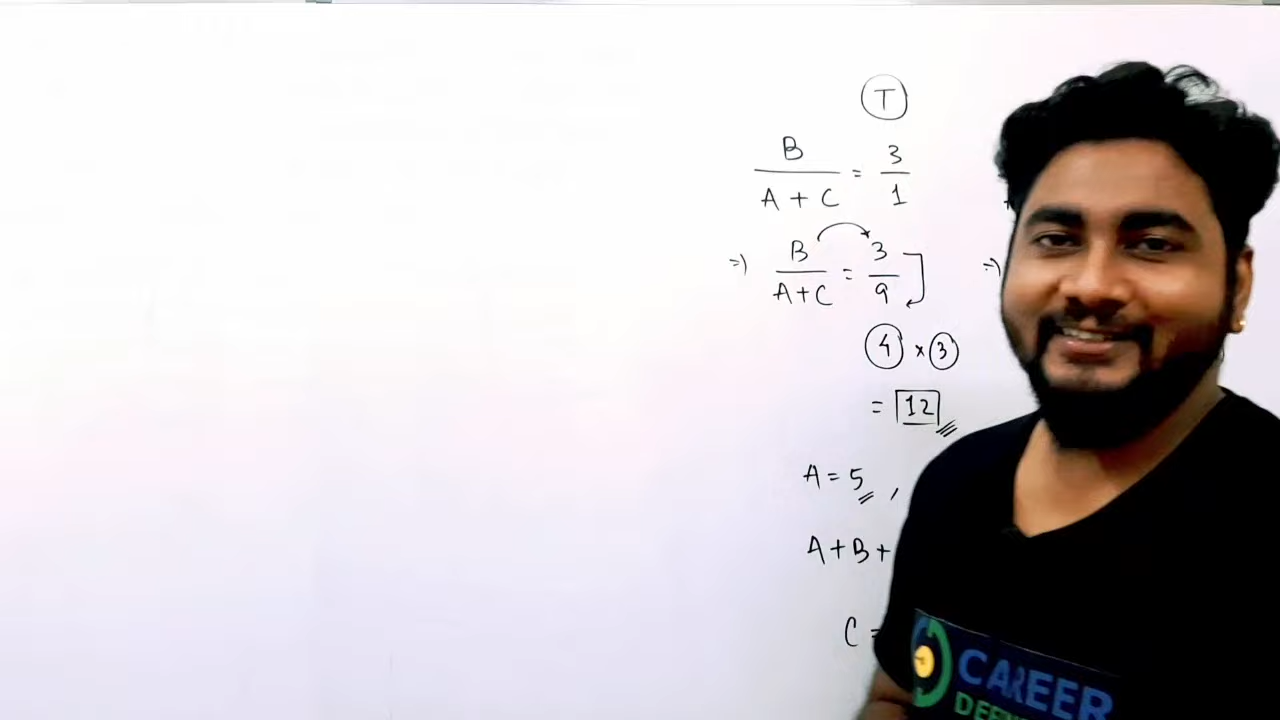 T
B / A + C = 3 / 1
=) B / A+C = 3 / 9
4 × 3
= 12
A = 5 ,
A + B +
C =
CAREER